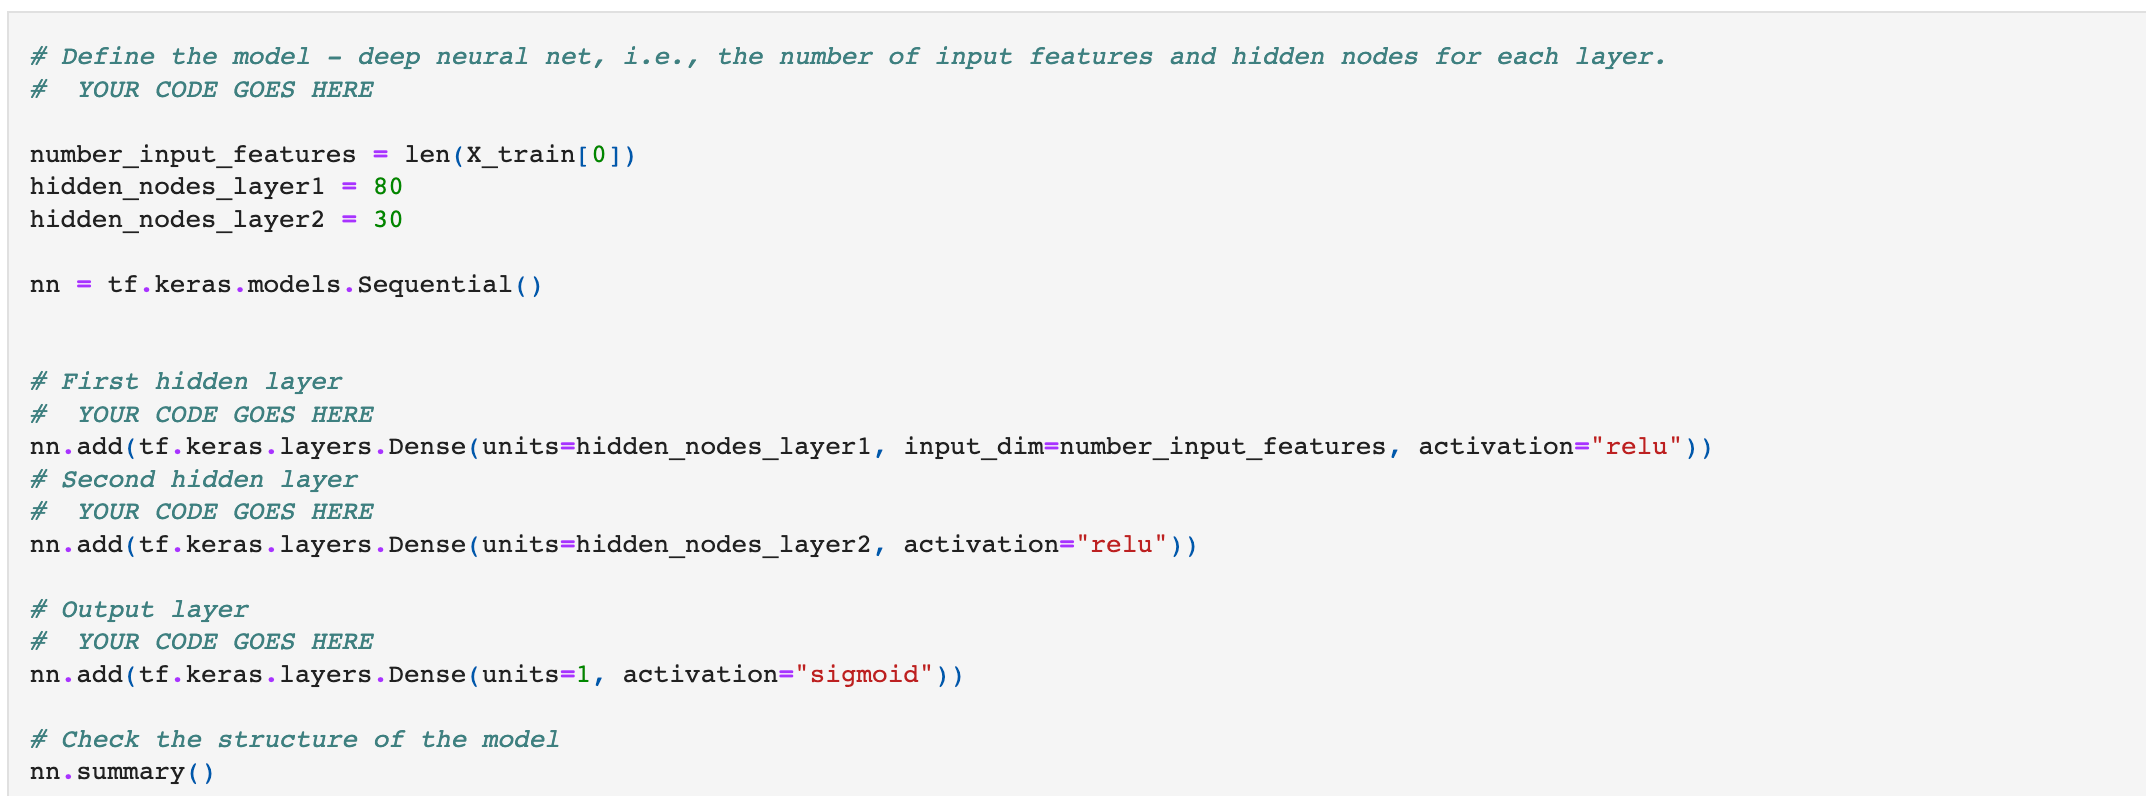 # Define the model – deep neural net, i.e., the number of input features and hidden nodes for each layer.
#  YOUR CODE GOES HERE
number_input_features = len(X_train[0])
hidden_nodes_layer1 = 80
hidden_nodes_layer2 = 30
nn = tf.keras.models.Sequential()
# First hidden layer
#  YOUR CODE GOES HERE
nn.add(tf.keras.layers.Dense(units=hidden_nodes_layer1, input_dim=number_input_features, activation="relu"))
# Second hidden layer
#  YOUR CODE GOES HERE
nn.add(tf.keras.layers.Dense(units=hidden_nodes_layer2, activation="relu"))
# Output layer
#  YOUR CODE GOES HERE
nn.add(tf.keras.layers.Dense(units=1, activation="sigmoid"))
# Check the structure of the model
nn.summary()